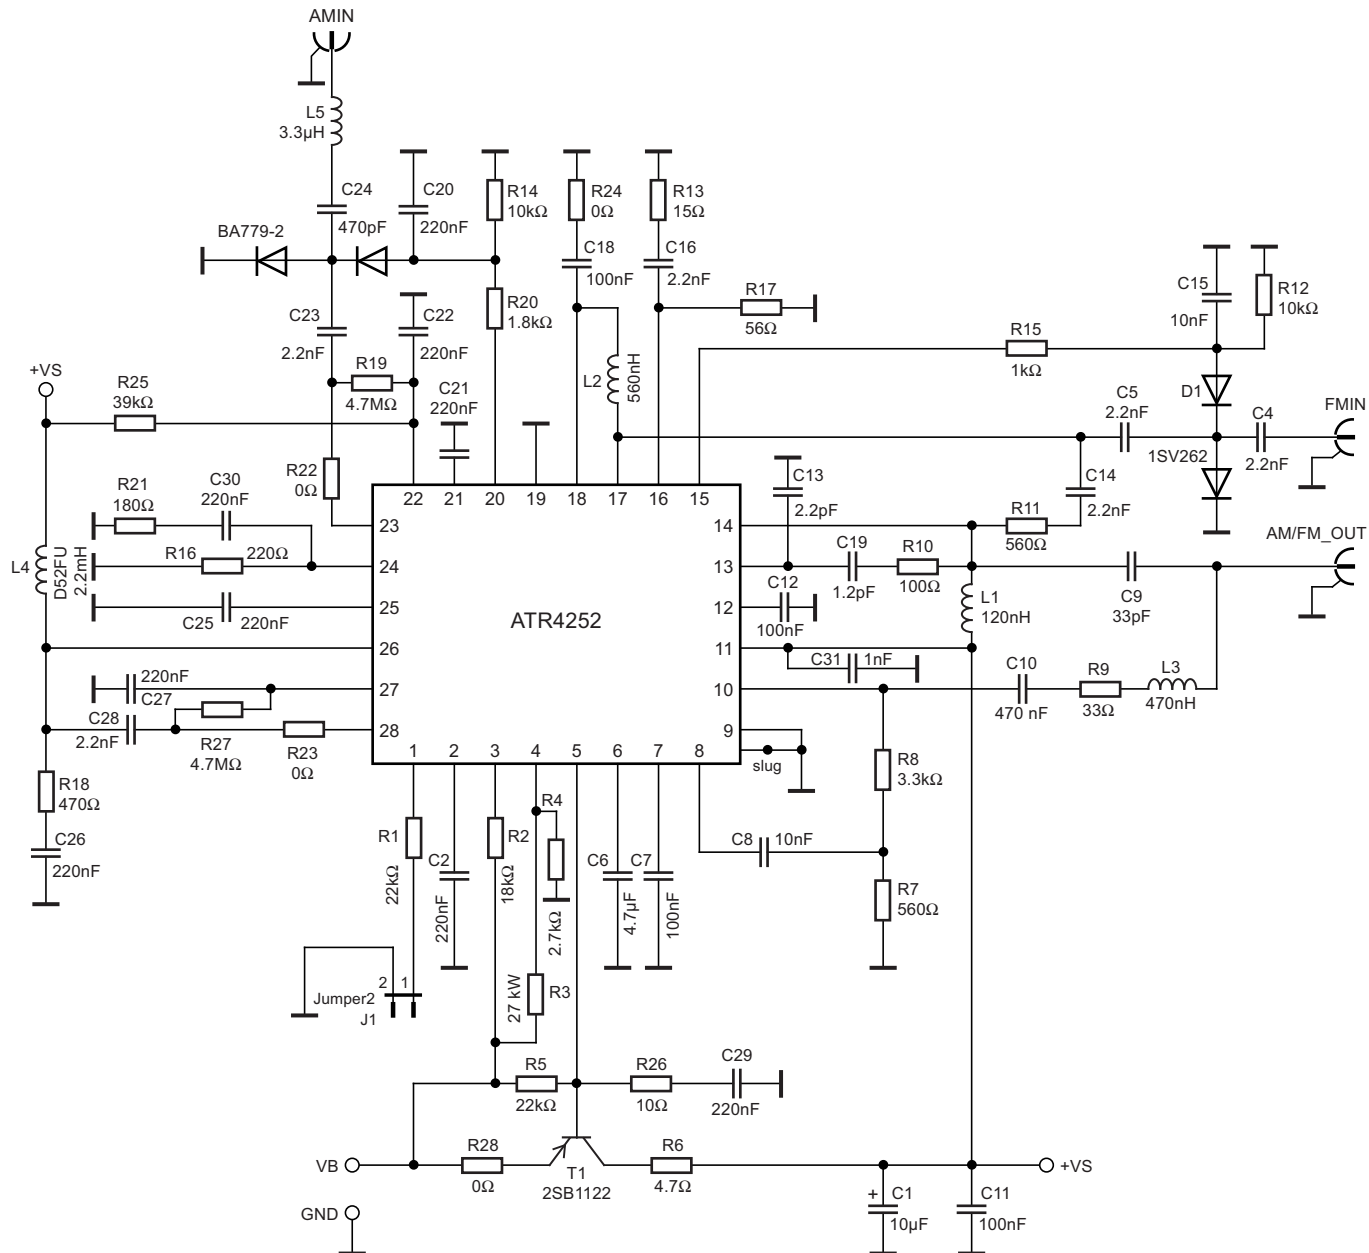 AMIN
L5
3.3µH
C24
470pF
C20
220nF
R14
10kΩ
R24
0Ω
R13
15Ω
BA779-2
C18
100nF
C16
2.2nF
R17
56Ω
C15
10nF
R12
10kΩ
C23
2.2nF
C22
220nF
R20
1.8kΩ
R15
1kΩ
R19
4.7MΩ
L2
560nH
+VS
R25
39kΩ
C21
220nF
D1
C5
2.2nF
C4
2.2nF
FMIN
1SV262
R22
0Ω
R21
180Ω
C30
220nF
22 21 20 19 18 17 16 15
C13
2.2pF
C14
2.2nF
R11
560Ω
23
14
AM/FM_OUT
R16
220Ω
24
13
C19
1.2pF
R10
100Ω
L4
D52FU
2.2mH
C25
220nF
25
ATR4252
12
C12
100nF
L1
120nH
C9
33pF
26
11
C31
1nF
220nF
C27
27
10
C10
470 nF
R9
33Ω
L3
470nH
C28
2.2nF
R27
4.7MΩ
R23
0Ω
28
9
1 2 3 4 5 6 7 8
slug
R18
470Ω
C26
220nF
R8
3.3kΩ
R1
22kΩ
C2
220nF
R2
18kΩ
R4
2.7kΩ
C6
4.7µF
C7
100nF
C8
10nF
R7
560Ω
2 1
Jumper2
J1
27 kW
R3
R5
22kΩ
R26
10Ω
C29
220nF
VB
R28
0Ω
T1
2SB1122
R6
4.7Ω
+VS
GND
+ C1
10µF
C11
100nF